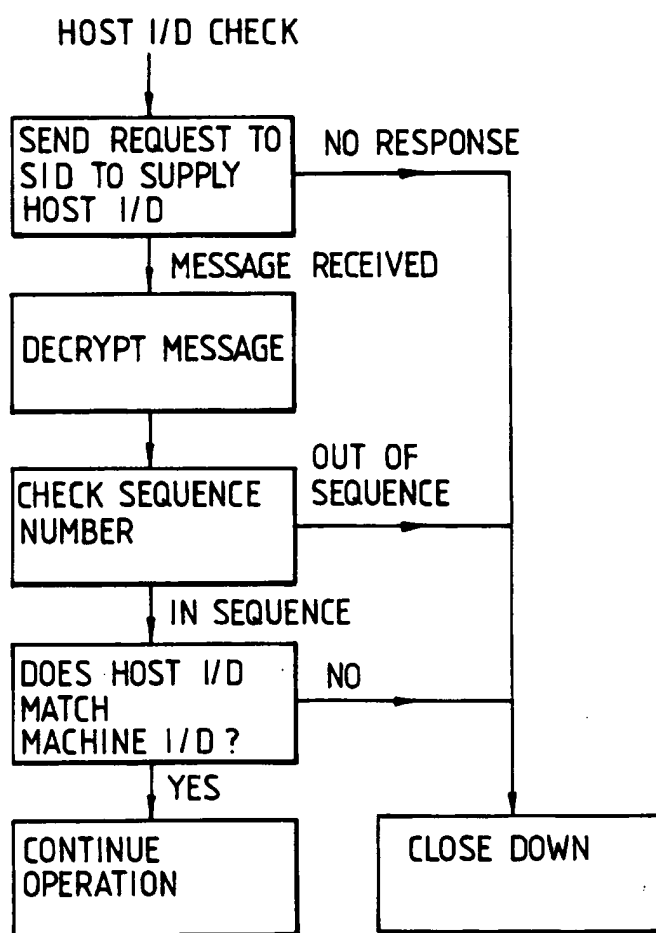 HOST I/D CHECK
SEND REQUEST TO
SID TO SUPPLY
HOST I/D
NO RESPONSE
MESSAGE RECEIVED
DECRYPT MESSAGE
CHECK SEQUENCE
NUMBER
OUT OF
SEQUENCE
IN SEQUENCE
DOES HOST I/D
MATCH
MACHINE I/D ?
NO
YES
CONTINUE
OPERATION
CLOSE DOWN